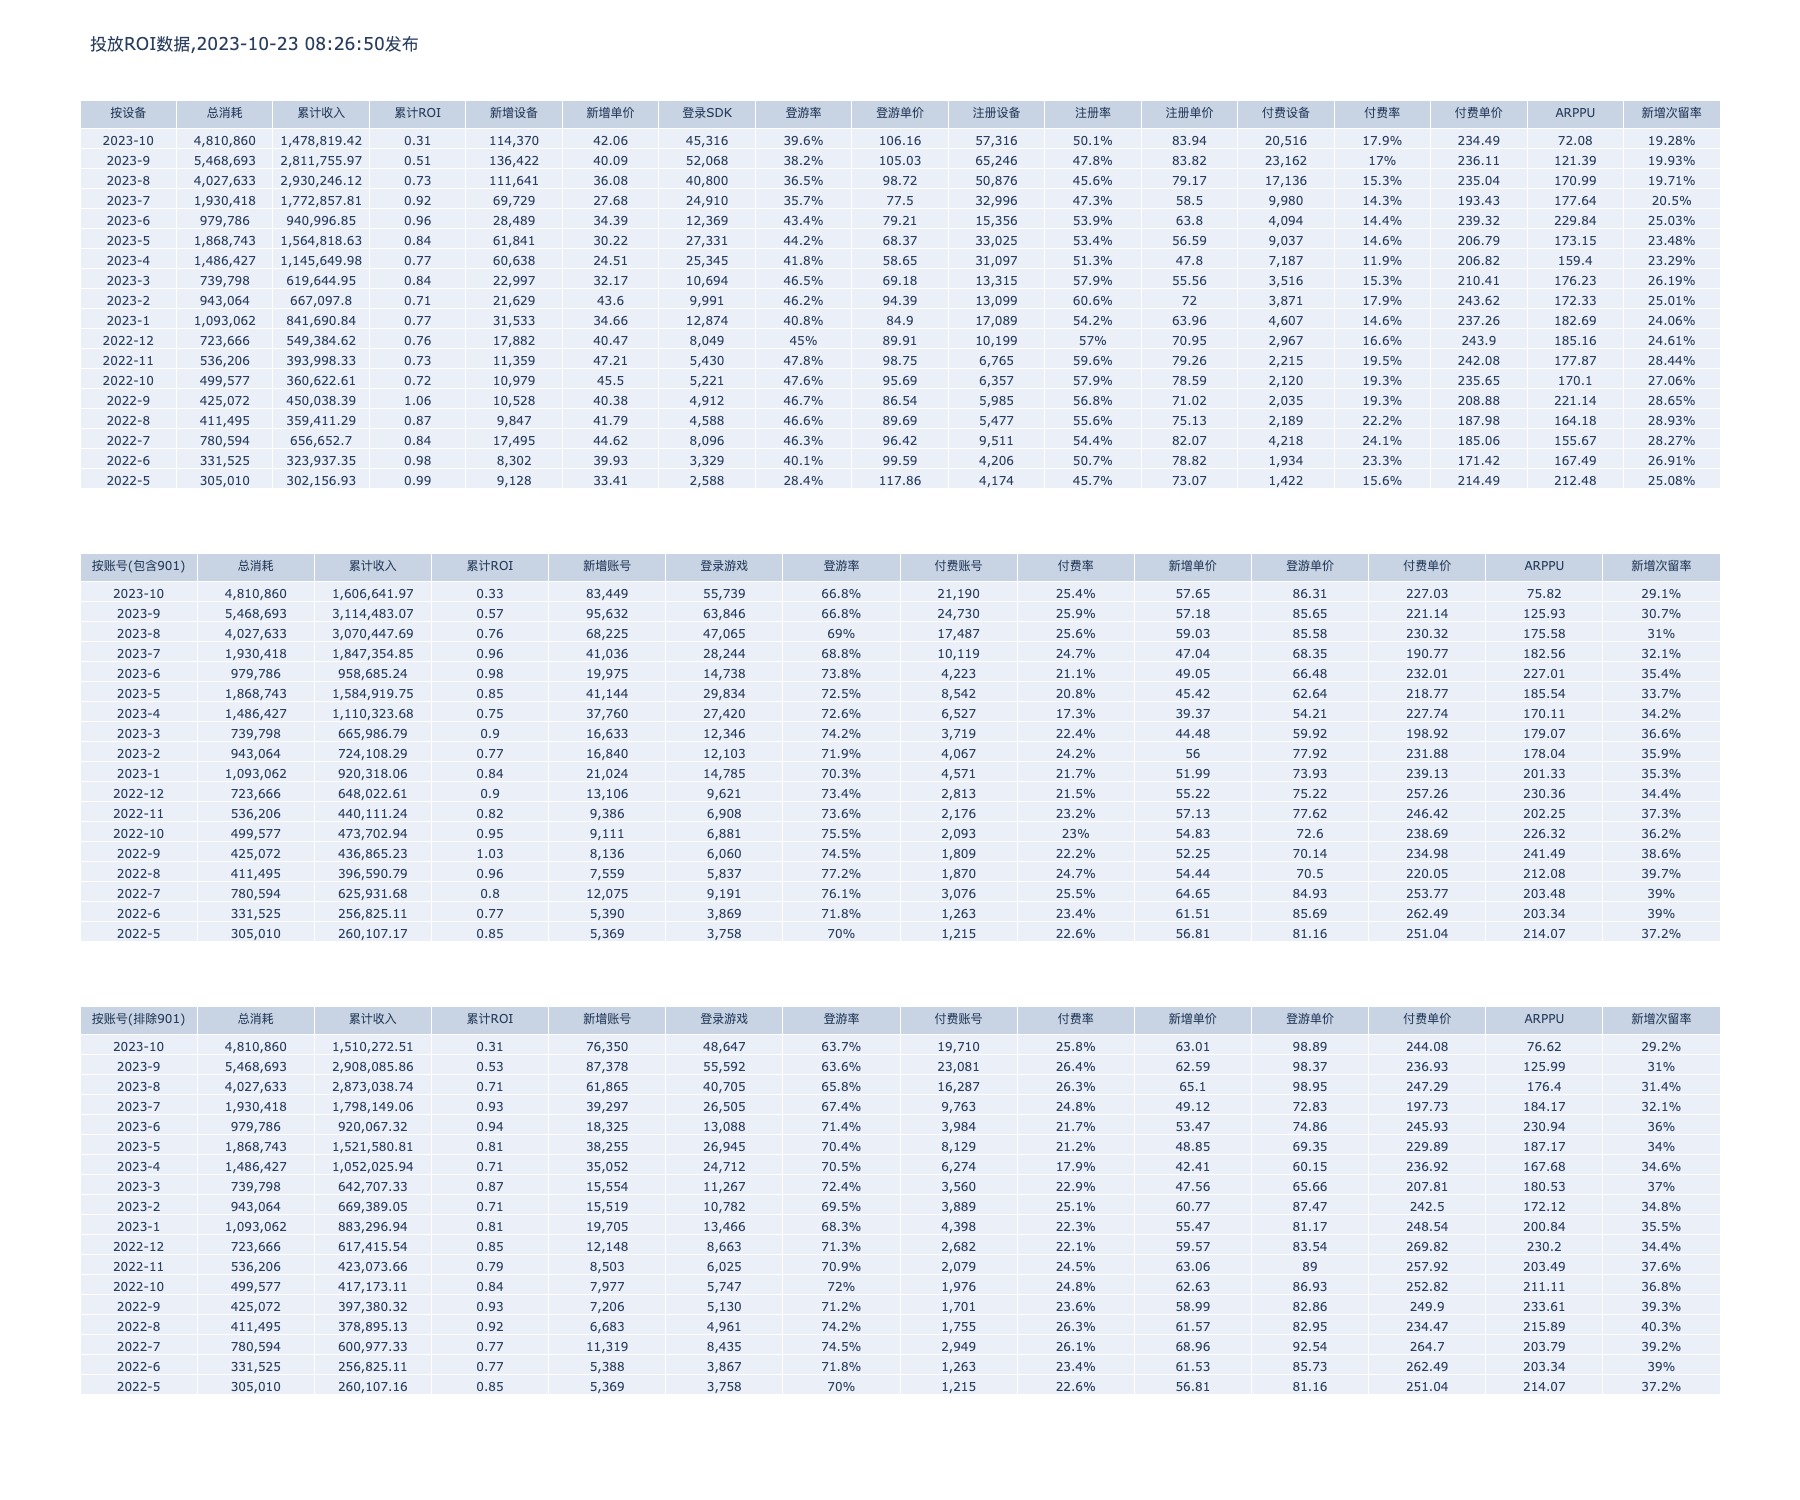 投放ROI数据,2023-10-23 08:26:50发布
按设备 总消耗 累计收入 累计ROI 新增设备 新增单价 登录SDK 登游率 登游单价 注册设备 注册率 注册单价 付费设备 付费率 付费单价 ARPPU 新增次留率
2023-10 4,810,860 1,478,819.42 0.31 114,370 42.06 45,316 39.6% 106.16 57,316 50.1% 83.94 20,516 17.9% 234.49 72.08 19.28%
2023-9 5,468,693 2,811,755.97 0.51 136,422 40.09 52,068 38.2% 105.03 65,246 47.8% 83.82 23,162 17% 236.11 121.39 19.93%
2023-8 4,027,633 2,930,246.12 0.73 111,641 36.08 40,800 36.5% 98.72 50,876 45.6% 79.17 17,136 15.3% 235.04 170.99 19.71%
2023-7 1,930,418 1,772,857.81 0.92 69,729 27.68 24,910 35.7% 77.5 32,996 47.3% 58.5 9,980 14.3% 193.43 177.64 20.5%
2023-6 979,786 940,996.85 0.96 28,489 34.39 12,369 43.4% 79.21 15,356 53.9% 63.8 4,094 14.4% 239.32 229.84 25.03%
2023-5 1,868,743 1,564,818.63 0.84 61,841 30.22 27,331 44.2% 68.37 33,025 53.4% 56.59 9,037 14.6% 206.79 173.15 23.48%
2023-4 1,486,427 1,145,649.98 0.77 60,638 24.51 25,345 41.8% 58.65 31,097 51.3% 47.8 7,187 11.9% 206.82 159.4 23.29%
2023-3 739,798 619,644.95 0.84 22,997 32.17 10,694 46.5% 69.18 13,315 57.9% 55.56 3,516 15.3% 210.41 176.23 26.19%
2023-2 943,064 667,097.8 0.71 21,629 43.6 9,991 46.2% 94.39 13,099 60.6% 72 3,871 17.9% 243.62 172.33 25.01%
2023-1 1,093,062 841,690.84 0.77 31,533 34.66 12,874 40.8% 84.9 17,089 54.2% 63.96 4,607 14.6% 237.26 182.69 24.06%
2022-12 723,666 549,384.62 0.76 17,882 40.47 8,049 45% 89.91 10,199 57% 70.95 2,967 16.6% 243.9 185.16 24.61%
2022-11 536,206 393,998.33 0.73 11,359 47.21 5,430 47.8% 98.75 6,765 59.6% 79.26 2,215 19.5% 242.08 177.87 28.44%
2022-10 499,577 360,622.61 0.72 10,979 45.5 5,221 47.6% 95.69 6,357 57.9% 78.59 2,120 19.3% 235.65 170.1 27.06%
2022-9 425,072 450,038.39 1.06 10,528 40.38 4,912 46.7% 86.54 5,985 56.8% 71.02 2,035 19.3% 208.88 221.14 28.65%
2022-8 411,495 359,411.29 0.87 9,847 41.79 4,588 46.6% 89.69 5,477 55.6% 75.13 2,189 22.2% 187.98 164.18 28.93%
2022-7 780,594 656,652.7 0.84 17,495 44.62 8,096 46.3% 96.42 9,511 54.4% 82.07 4,218 24.1% 185.06 155.67 28.27%
2022-6 331,525 323,937.35 0.98 8,302 39.93 3,329 40.1% 99.59 4,206 50.7% 78.82 1,934 23.3% 171.42 167.49 26.91%
2022-5 305,010 302,156.93 0.99 9,128 33.41 2,588 28.4% 117.86 4,174 45.7% 73.07 1,422 15.6% 214.49 212.48 25.08%
按账号(包含901) 总消耗 累计收入 累计ROI 新增账号 登录游戏 登游率 付费账号 付费率 新增单价 登游单价 付费单价 ARPPU 新增次留率
2023-10 4,810,860 1,606,641.97 0.33 83,449 55,739 66.8% 21,190 25.4% 57.65 86.31 227.03 75.82 29.1%
2023-9 5,468,693 3,114,483.07 0.57 95,632 63,846 66.8% 24,730 25.9% 57.18 85.65 221.14 125.93 30.7%
2023-8 4,027,633 3,070,447.69 0.76 68,225 47,065 69% 17,487 25.6% 59.03 85.58 230.32 175.58 31%
2023-7 1,930,418 1,847,354.85 0.96 41,036 28,244 68.8% 10,119 24.7% 47.04 68.35 190.77 182.56 32.1%
2023-6 979,786 958,685.24 0.98 19,975 14,738 73.8% 4,223 21.1% 49.05 66.48 232.01 227.01 35.4%
2023-5 1,868,743 1,584,919.75 0.85 41,144 29,834 72.5% 8,542 20.8% 45.42 62.64 218.77 185.54 33.7%
2023-4 1,486,427 1,110,323.68 0.75 37,760 27,420 72.6% 6,527 17.3% 39.37 54.21 227.74 170.11 34.2%
2023-3 739,798 665,986.79 0.9 16,633 12,346 74.2% 3,719 22.4% 44.48 59.92 198.92 179.07 36.6%
2023-2 943,064 724,108.29 0.77 16,840 12,103 71.9% 4,067 24.2% 56 77.92 231.88 178.04 35.9%
2023-1 1,093,062 920,318.06 0.84 21,024 14,785 70.3% 4,571 21.7% 51.99 73.93 239.13 201.33 35.3%
2022-12 723,666 648,022.61 0.9 13,106 9,621 73.4% 2,813 21.5% 55.22 75.22 257.26 230.36 34.4%
2022-11 536,206 440,111.24 0.82 9,386 6,908 73.6% 2,176 23.2% 57.13 77.62 246.42 202.25 37.3%
2022-10 499,577 473,702.94 0.95 9,111 6,881 75.5% 2,093 23% 54.83 72.6 238.69 226.32 36.2%
2022-9 425,072 436,865.23 1.03 8,136 6,060 74.5% 1,809 22.2% 52.25 70.14 234.98 241.49 38.6%
2022-8 411,495 396,590.79 0.96 7,559 5,837 77.2% 1,870 24.7% 54.44 70.5 220.05 212.08 39.7%
2022-7 780,594 625,931.68 0.8 12,075 9,191 76.1% 3,076 25.5% 64.65 84.93 253.77 203.48 39%
2022-6 331,525 256,825.11 0.77 5,390 3,869 71.8% 1,263 23.4% 61.51 85.69 262.49 203.34 39%
2022-5 305,010 260,107.17 0.85 5,369 3,758 70% 1,215 22.6% 56.81 81.16 251.04 214.07 37.2%
按账号(排除901) 总消耗 累计收入 累计ROI 新增账号 登录游戏 登游率 付费账号 付费率 新增单价 登游单价 付费单价 ARPPU 新增次留率
2023-10 4,810,860 1,510,272.51 0.31 76,350 48,647 63.7% 19,710 25.8% 63.01 98.89 244.08 76.62 29.2%
2023-9 5,468,693 2,908,085.86 0.53 87,378 55,592 63.6% 23,081 26.4% 62.59 98.37 236.93 125.99 31%
2023-8 4,027,633 2,873,038.74 0.71 61,865 40,705 65.8% 16,287 26.3% 65.1 98.95 247.29 176.4 31.4%
2023-7 1,930,418 1,798,149.06 0.93 39,297 26,505 67.4% 9,763 24.8% 49.12 72.83 197.73 184.17 32.1%
2023-6 979,786 920,067.32 0.94 18,325 13,088 71.4% 3,984 21.7% 53.47 74.86 245.93 230.94 36%
2023-5 1,868,743 1,521,580.81 0.81 38,255 26,945 70.4% 8,129 21.2% 48.85 69.35 229.89 187.17 34%
2023-4 1,486,427 1,052,025.94 0.71 35,052 24,712 70.5% 6,274 17.9% 42.41 60.15 236.92 167.68 34.6%
2023-3 739,798 642,707.33 0.87 15,554 11,267 72.4% 3,560 22.9% 47.56 65.66 207.81 180.53 37%
2023-2 943,064 669,389.05 0.71 15,519 10,782 69.5% 3,889 25.1% 60.77 87.47 242.5 172.12 34.8%
2023-1 1,093,062 883,296.94 0.81 19,705 13,466 68.3% 4,398 22.3% 55.47 81.17 248.54 200.84 35.5%
2022-12 723,666 617,415.54 0.85 12,148 8,663 71.3% 2,682 22.1% 59.57 83.54 269.82 230.2 34.4%
2022-11 536,206 423,073.66 0.79 8,503 6,025 70.9% 2,079 24.5% 63.06 89 257.92 203.49 37.6%
2022-10 499,577 417,173.11 0.84 7,977 5,747 72% 1,976 24.8% 62.63 86.93 252.82 211.11 36.8%
2022-9 425,072 397,380.32 0.93 7,206 5,130 71.2% 1,701 23.6% 58.99 82.86 249.9 233.61 39.3%
2022-8 411,495 378,895.13 0.92 6,683 4,961 74.2% 1,755 26.3% 61.57 82.95 234.47 215.89 40.3%
2022-7 780,594 600,977.33 0.77 11,319 8,435 74.5% 2,949 26.1% 68.96 92.54 264.7 203.79 39.2%
2022-6 331,525 256,825.11 0.77 5,388 3,867 71.8% 1,263 23.4% 61.53 85.73 262.49 203.34 39%
2022-5 305,010 260,107.16 0.85 5,369 3,758 70% 1,215 22.6% 56.81 81.16 251.04 214.07 37.2%